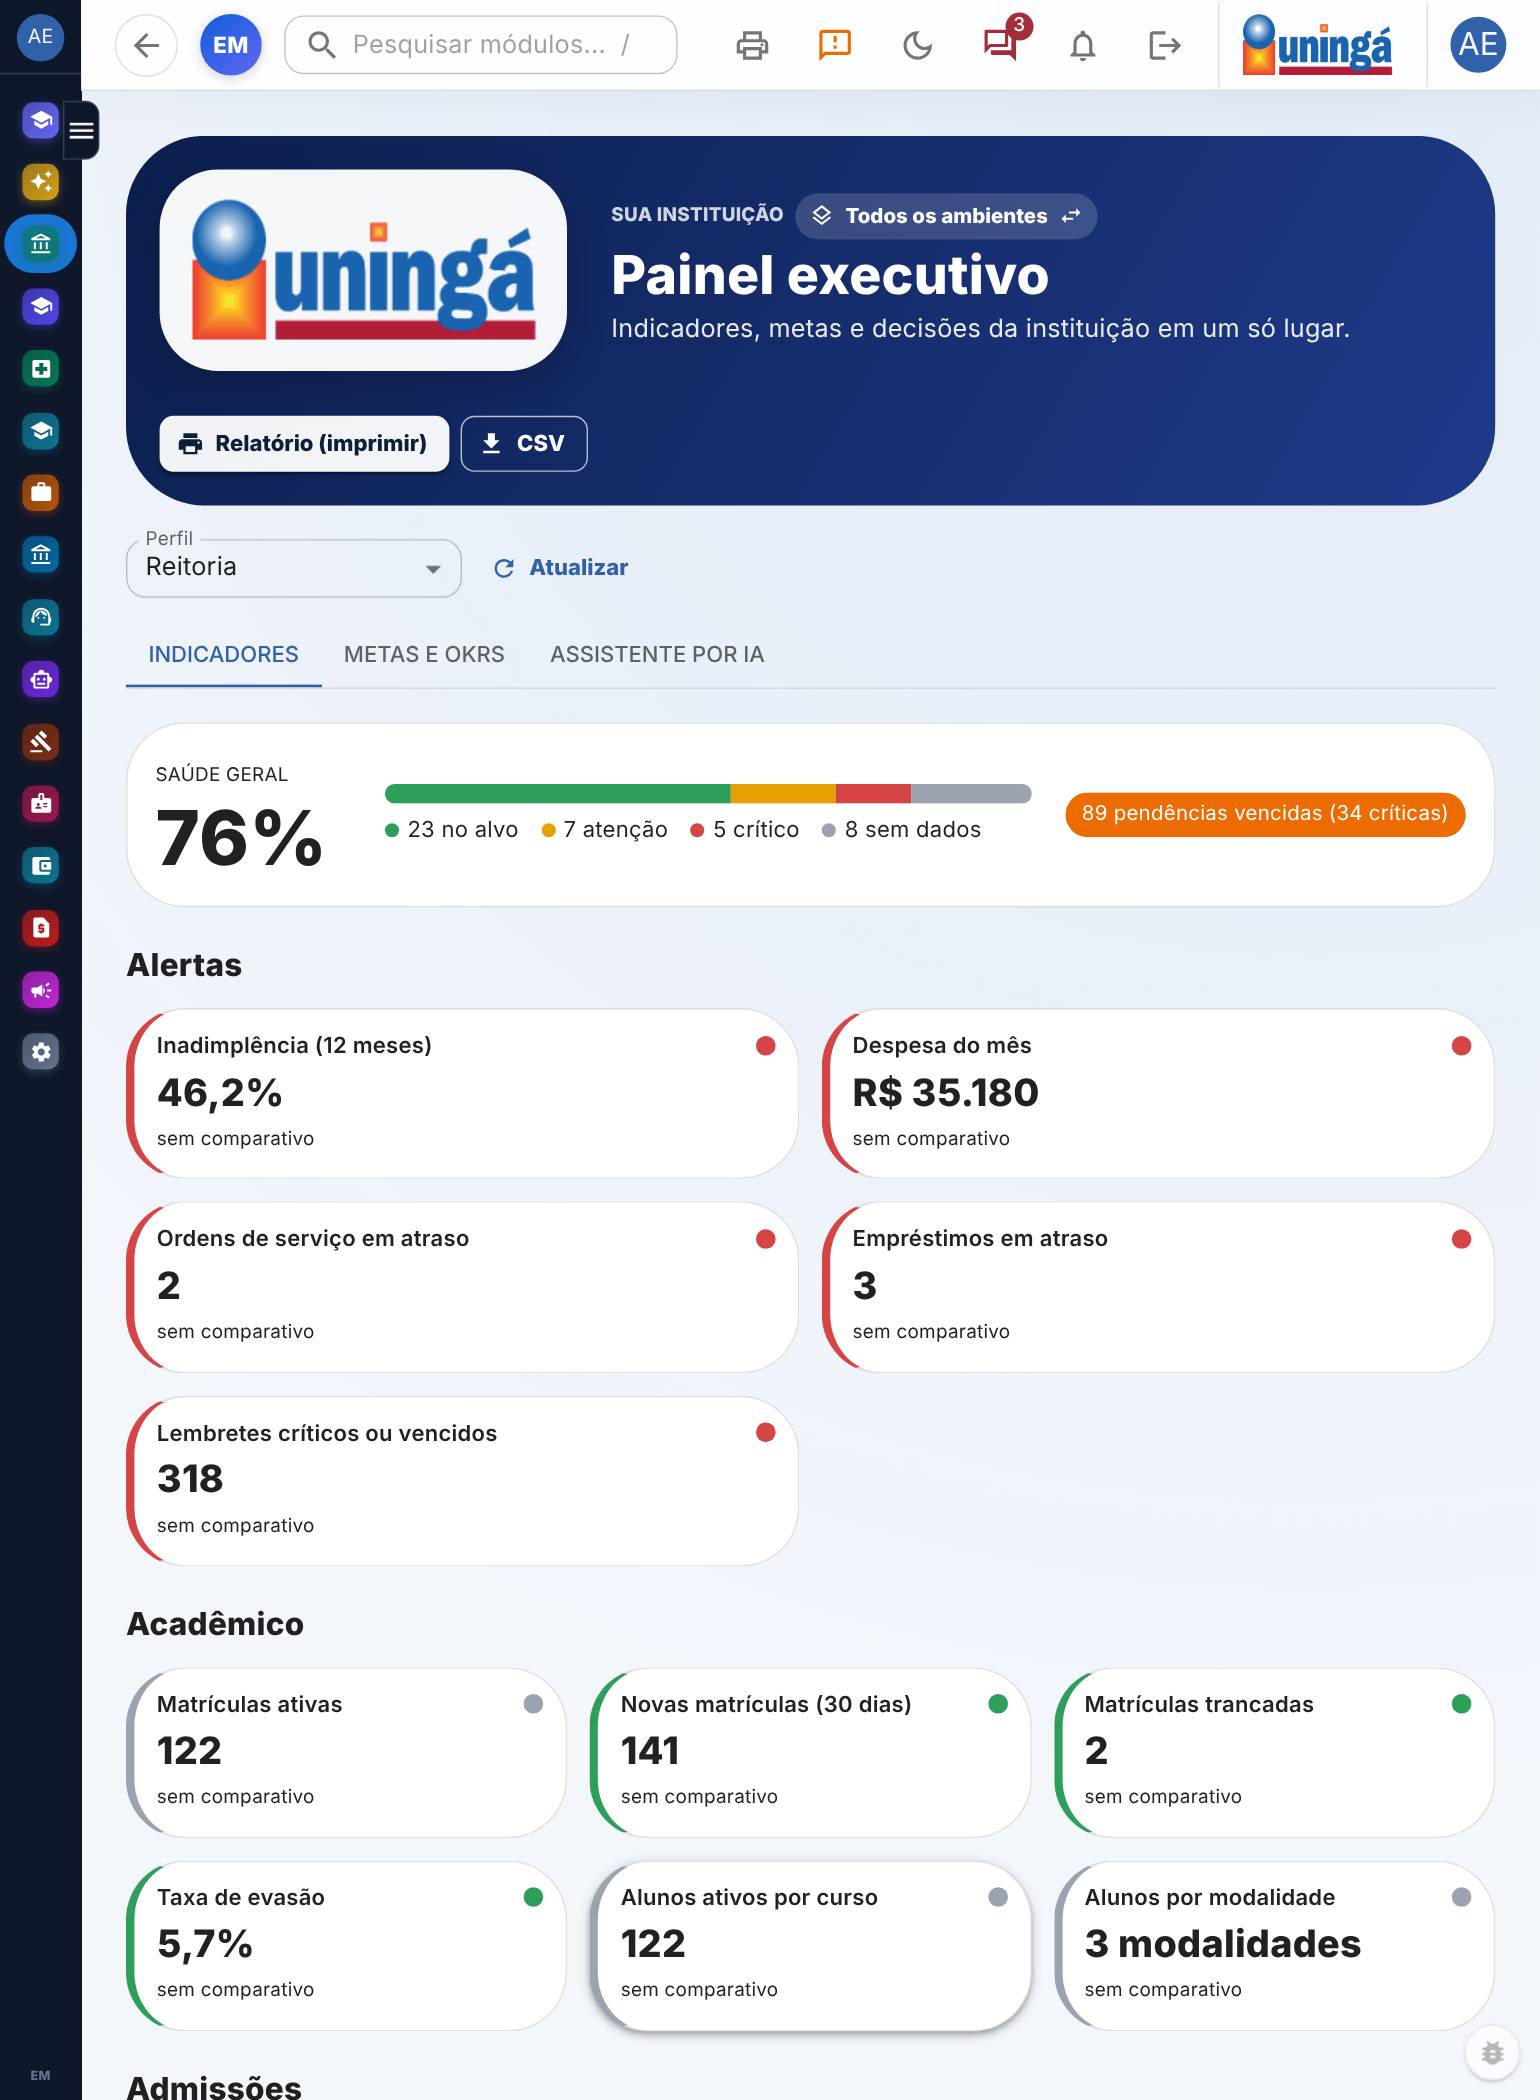 AE
EM
Pesquisar módulos... /
3
uningá
AE
uningá
SUA INSTITUIÇÃO
Todos os ambientes
Painel executivo
Indicadores, metas e decisões da instituição em um só lugar.
Relatório (imprimir)
CSV
Perfil
Reitoria
Atualizar
INDICADORES
METAS E OKRS
ASSISTENTE POR IA
SAÚDE GERAL
76%
23 no alvo
7 atenção
5 crítico
8 sem dados
89 pendências vencidas (34 críticas)
Alertas
Inadimplência (12 meses)
46,2%
sem comparativo
Despesa do mês
R$ 35.180
sem comparativo
Ordens de serviço em atraso
2
sem comparativo
Empréstimos em atraso
3
sem comparativo
Lembretes críticos ou vencidos
318
sem comparativo
Acadêmico
Matrículas ativas
122
sem comparativo
Novas matrículas (30 dias)
141
sem comparativo
Matrículas trancadas
2
sem comparativo
Taxa de evasão
5,7%
sem comparativo
Alunos ativos por curso
122
sem comparativo
Alunos por modalidade
3 modalidades
sem comparativo
EM
Admissões